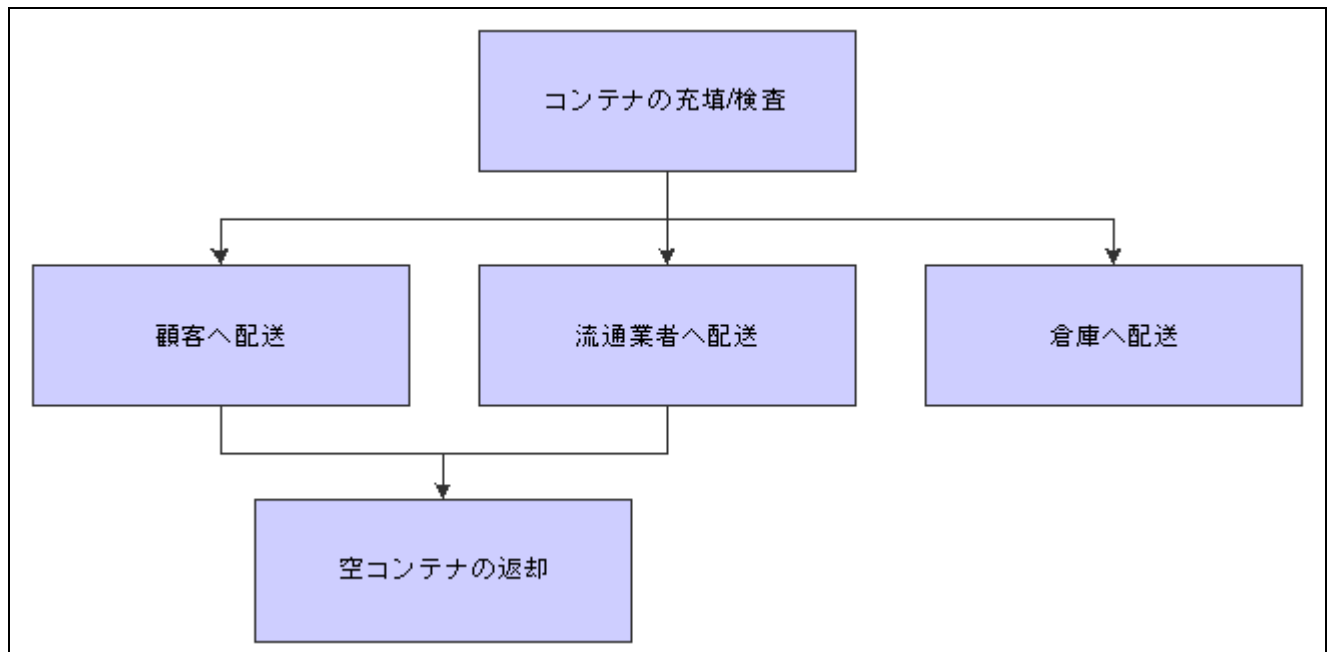 コンテナの充填/検査
顧客へ配送
流通業者へ配送
倉庫へ配送
空コンテナの返却